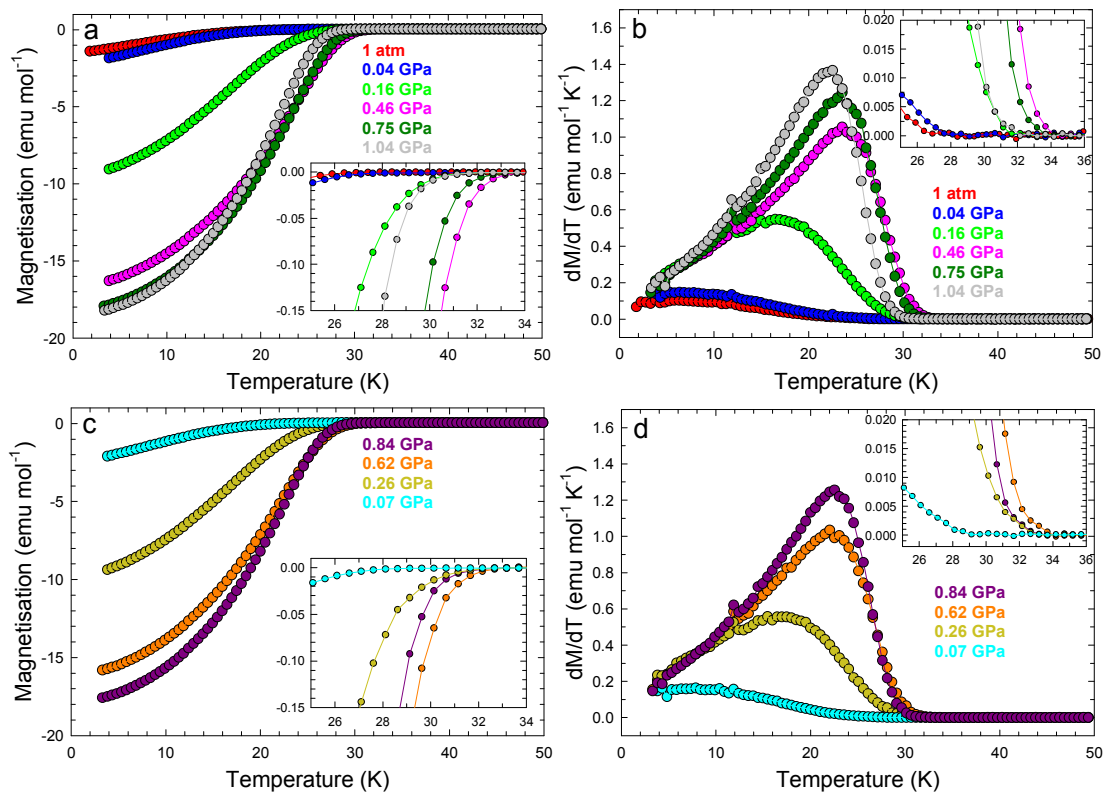 a
Magnetisation (emu mol-1)
0
-5
-10
-15
-20
1 atm
0.04 GPa
0.16 GPa
0.46 GPa
0.75 GPa
1.04 GPa
0.00
-0.05
-0.10
-0.15
26 28 30 32 34
0 10 20 30 40 50
Temperature (K)
b
dM/dT (emu mol-1 K-1)
1.6
1.4
1.2
1.0
0.8
0.6
0.4
0.2
0.0
0.020
0.015
0.010
0.005
0.000
26 28 30 32 34 36
1 atm
0.04 GPa
0.16 GPa
0.46 GPa
0.75 GPa
1.04 GPa
0 10 20 30 40 50
Temperature (K)
c
Magnetisation (emu mol-1)
0
-5
-10
-15
-20
0.84 GPa
0.62 GPa
0.26 GPa
0.07 GPa
0.00
-0.05
-0.10
-0.15
26 28 30 32 34
0 10 20 30 40 50
Temperature (K)
d
dM/dT (emu mol-1 K-1)
1.6
1.4
1.2
1.0
0.8
0.6
0.4
0.2
0.0
0.020
0.015
0.010
0.005
0.000
26 28 30 32 34 36
0.84 GPa
0.62 GPa
0.26 GPa
0.07 GPa
0 10 20 30 40 50
Temperature (K)